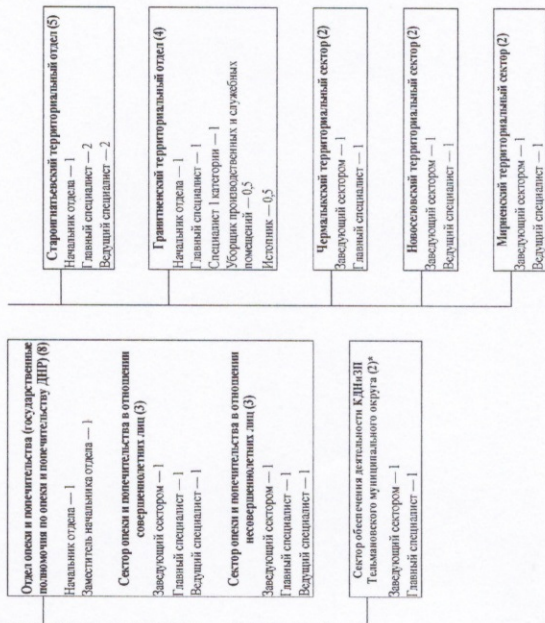 Отдел опеки и попечительства (государственные
полномочия по опеки и попечительству ДНР) (8)
Начальник отдела — 1
Заместитель начальника отдела — 1
Сектор опеки и попечительства в отношении
совершеннолетних лиц (3)
Заведующий сектором — 1
Главный специалист — 1
Ведущий специалист — 1
Сектор опеки и попечительства в отношении
несовершеннолетних лиц (3)
Заведующий сектором — 1
Главный специалист — 1
Ведущий специалист — 1
Сектор обеспечения деятельности КДНиЗП
Тельмановского муниципального округа (2)*
Заведующий сектором — 1
Главный специалист — 1
Староигнатьевский территориальный отдел (5)
Начальник отдела — 1
Главный специалист — 2
Ведущий специалист — 2
Гранитненский территориальный отдел (4)
Начальник отдела — 1
Главный специалист — 1
Специалист 1 категории — 1
Уборщик производственных и служебных
помещений — 0,5
Истопник — 0,5
Чермалыкский территориальный сектор (2)
Заведующий сектором — 1
Главный специалист — 1
Новоселовский территориальный сектор (2)
Заведующий сектором — 1
Ведущий специалист — 1
Мирненский территориальный сектор (2)
Заведующий сектором — 1
Ведущий специалист — 1